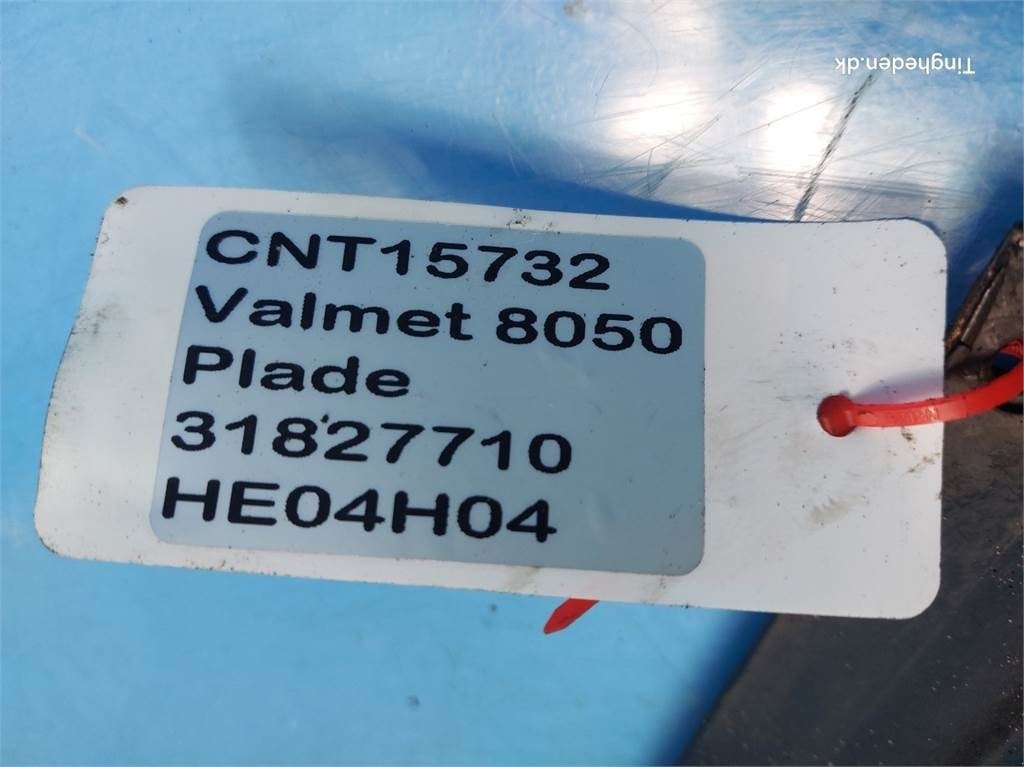 Tingheden.dk
CNT15732
Valmet 8050
Plade
31827710
HE04H04